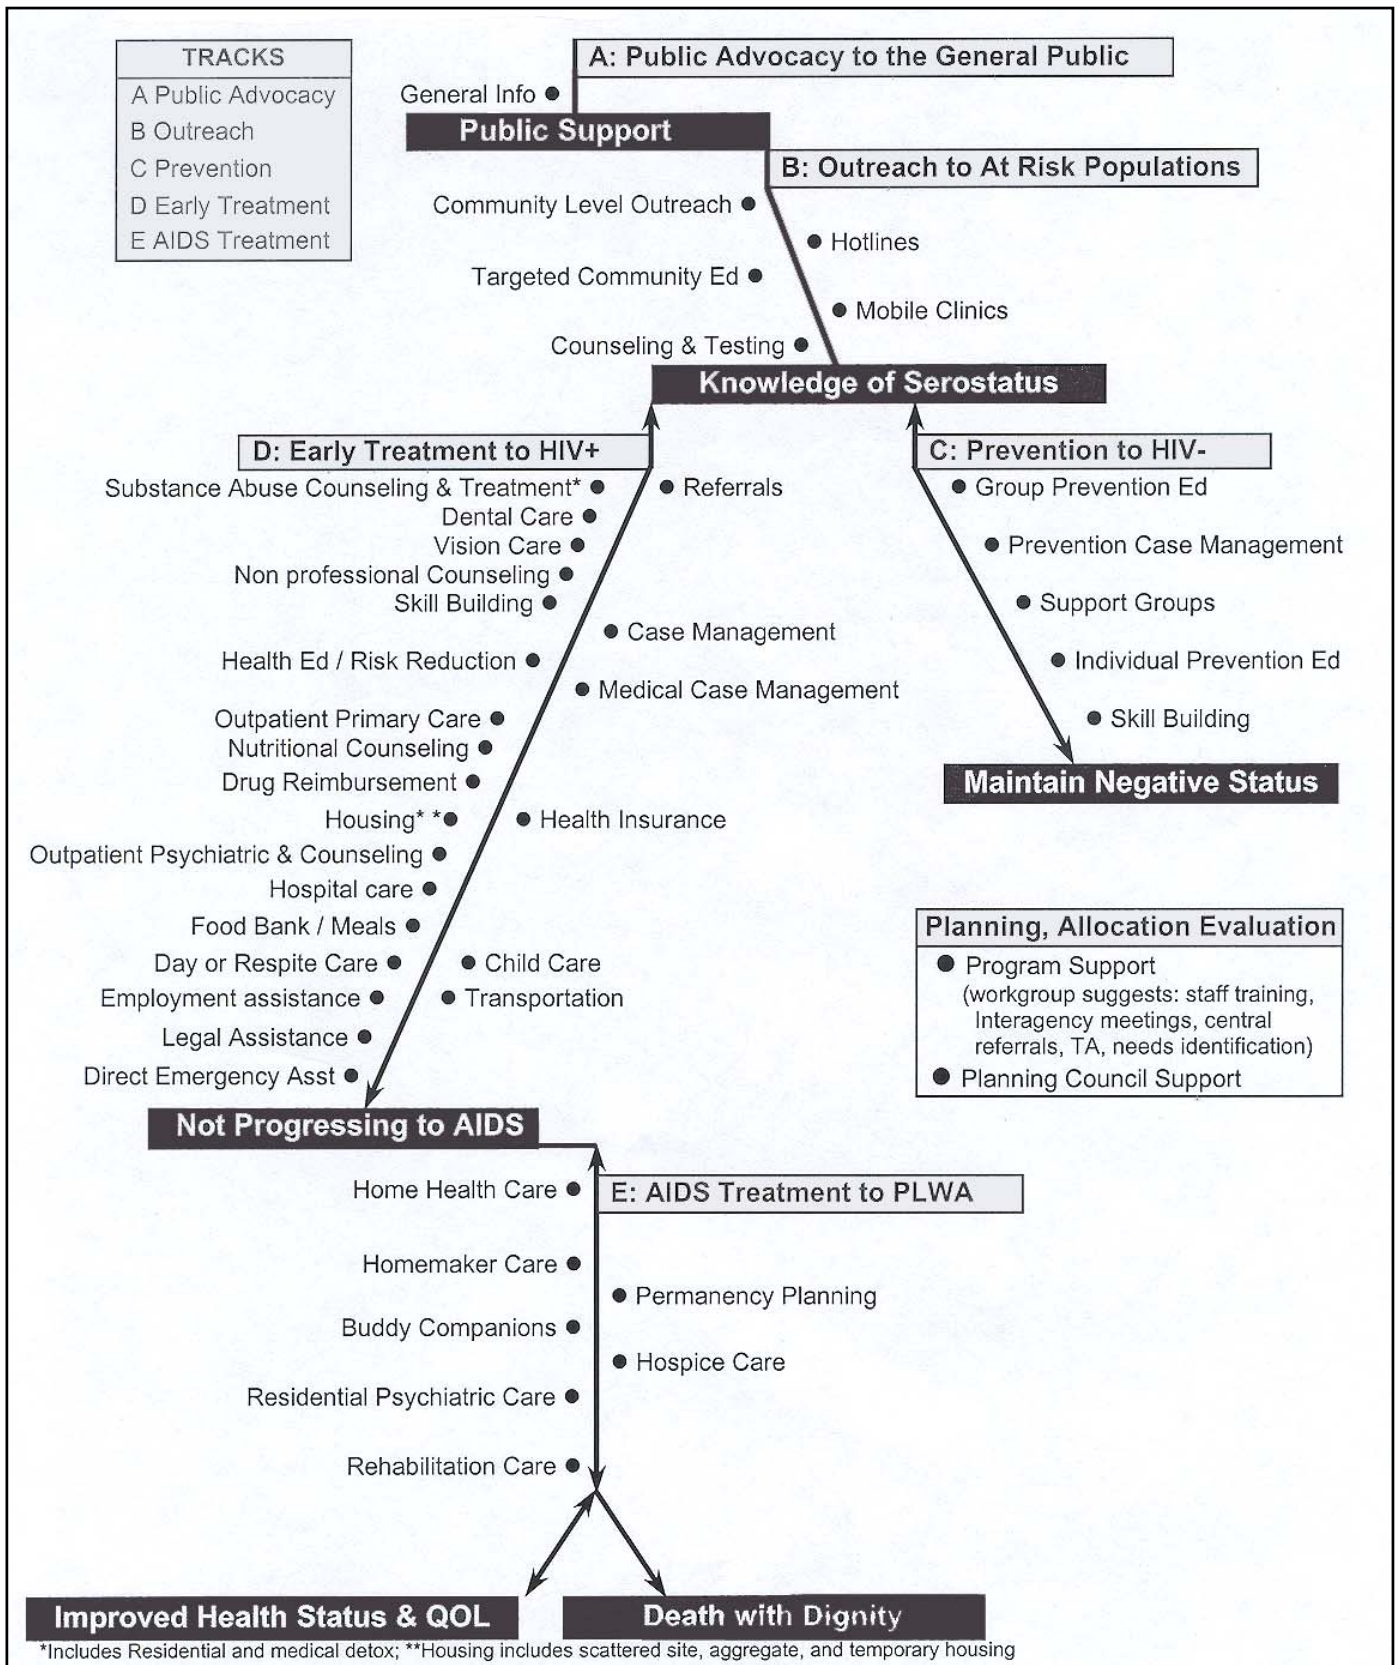 TRACKS
A Public Advocacy
B Outreach
C Prevention
D Early Treatment
E AIDS Treatment
A: Public Advocacy to the General Public
General Info
Public Support
B: Outreach to At Risk Populations
Community Level Outreach
Hotlines
Targeted Community Ed
Mobile Clinics
Counseling & Testing
Knowledge of Serostatus
D: Early Treatment to HIV+
Substance Abuse Counseling & Treatment*
Referrals
Dental Care
Vision Care
Non professional Counseling
Skill Building
Case Management
Health Ed / Risk Reduction
Medical Case Management
Outpatient Primary Care
Nutritional Counseling
Drug Reimbursement
Housing* *
Health Insurance
Outpatient Psychiatric & Counseling
Hospital care
Food Bank / Meals
Day or Respite Care
Child Care
Employment assistance
Transportation
Legal Assistance
Direct Emergency Asst
Not Progressing to AIDS
C: Prevention to HIV-
Group Prevention Ed
Prevention Case Management
Support Groups
Individual Prevention Ed
Skill Building
Maintain Negative Status
Planning, Allocation Evaluation
Program Support
(workgroup suggests: staff training,
Interagency meetings, central
referrals, TA, needs identification)
Planning Council Support
E: AIDS Treatment to PLWA
Home Health Care
Homemaker Care
Permanency Planning
Buddy Companions
Hospice Care
Residential Psychiatric Care
Rehabilitation Care
Improved Health Status & QOL
Death with Dignity
*Includes Residential and medical detox; **Housing includes scattered site, aggregate, and temporary housing